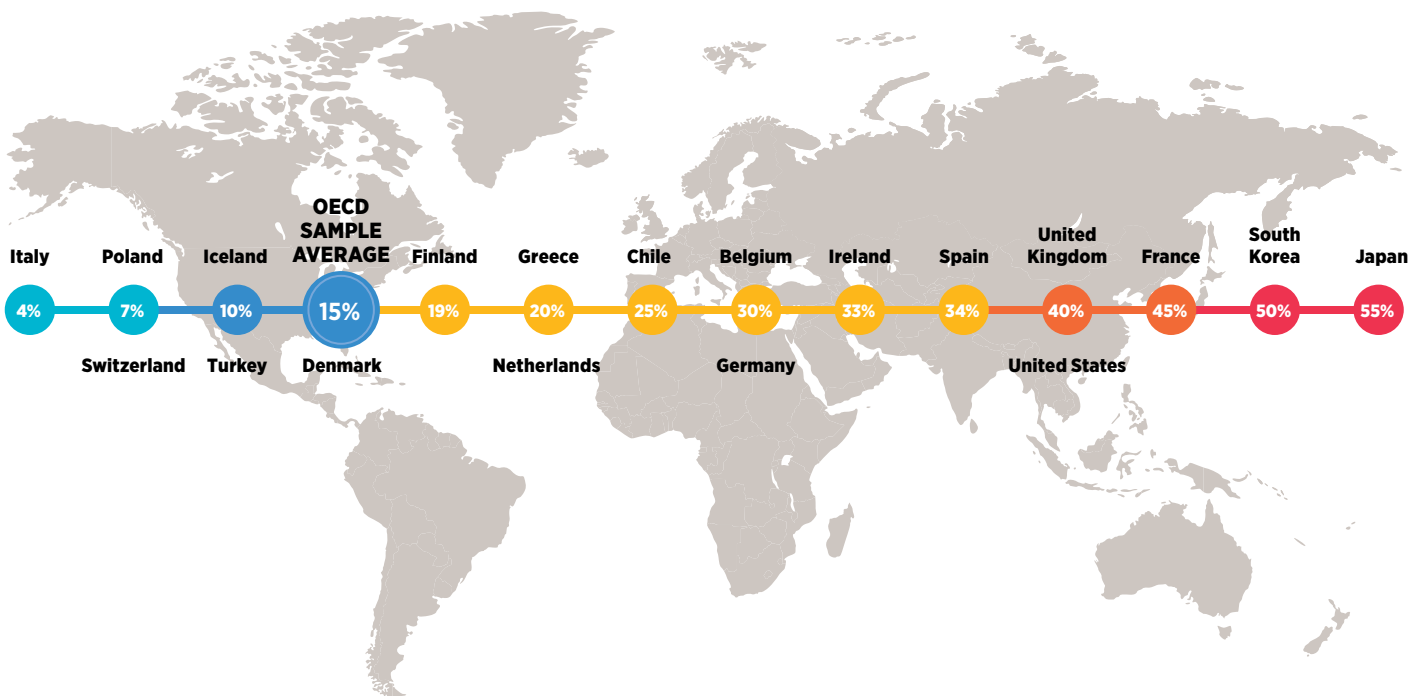 OECD
SAMPLE
AVERAGE
Italy
Poland
Iceland
Finland
Greece
Chile
Belgium
Ireland
Spain
United
Kingdom
France
South
Korea
Japan
4%
7%
10%
15%
19%
20%
25%
30%
33%
34%
40%
45%
50%
55%
Switzerland
Turkey
Denmark
Netherlands
Germany
United States